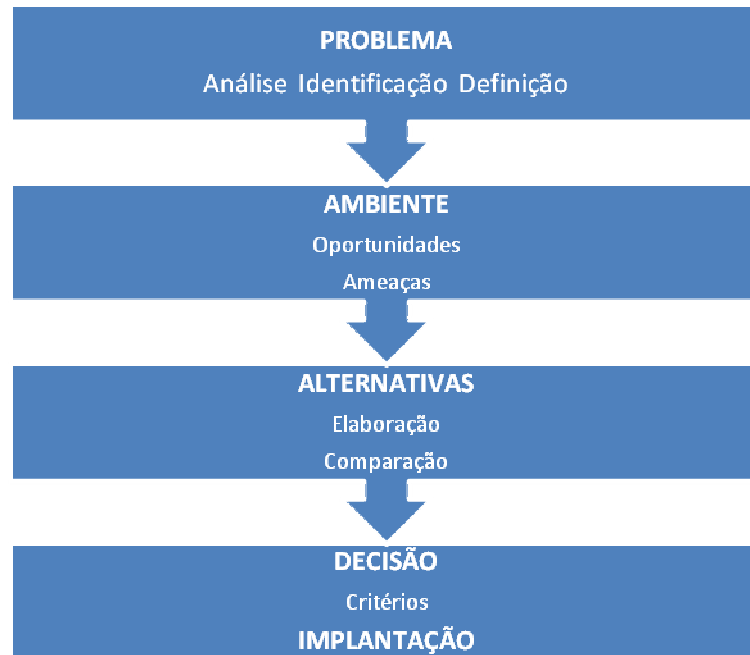 PROBLEMA
Análise Identificação Definição
AMBIENTE
Oportunidades
Ameaças
ALTERNATIVAS
Elaboração
Comparação
DECISÃO
Critérios
IMPLANTAÇÃO